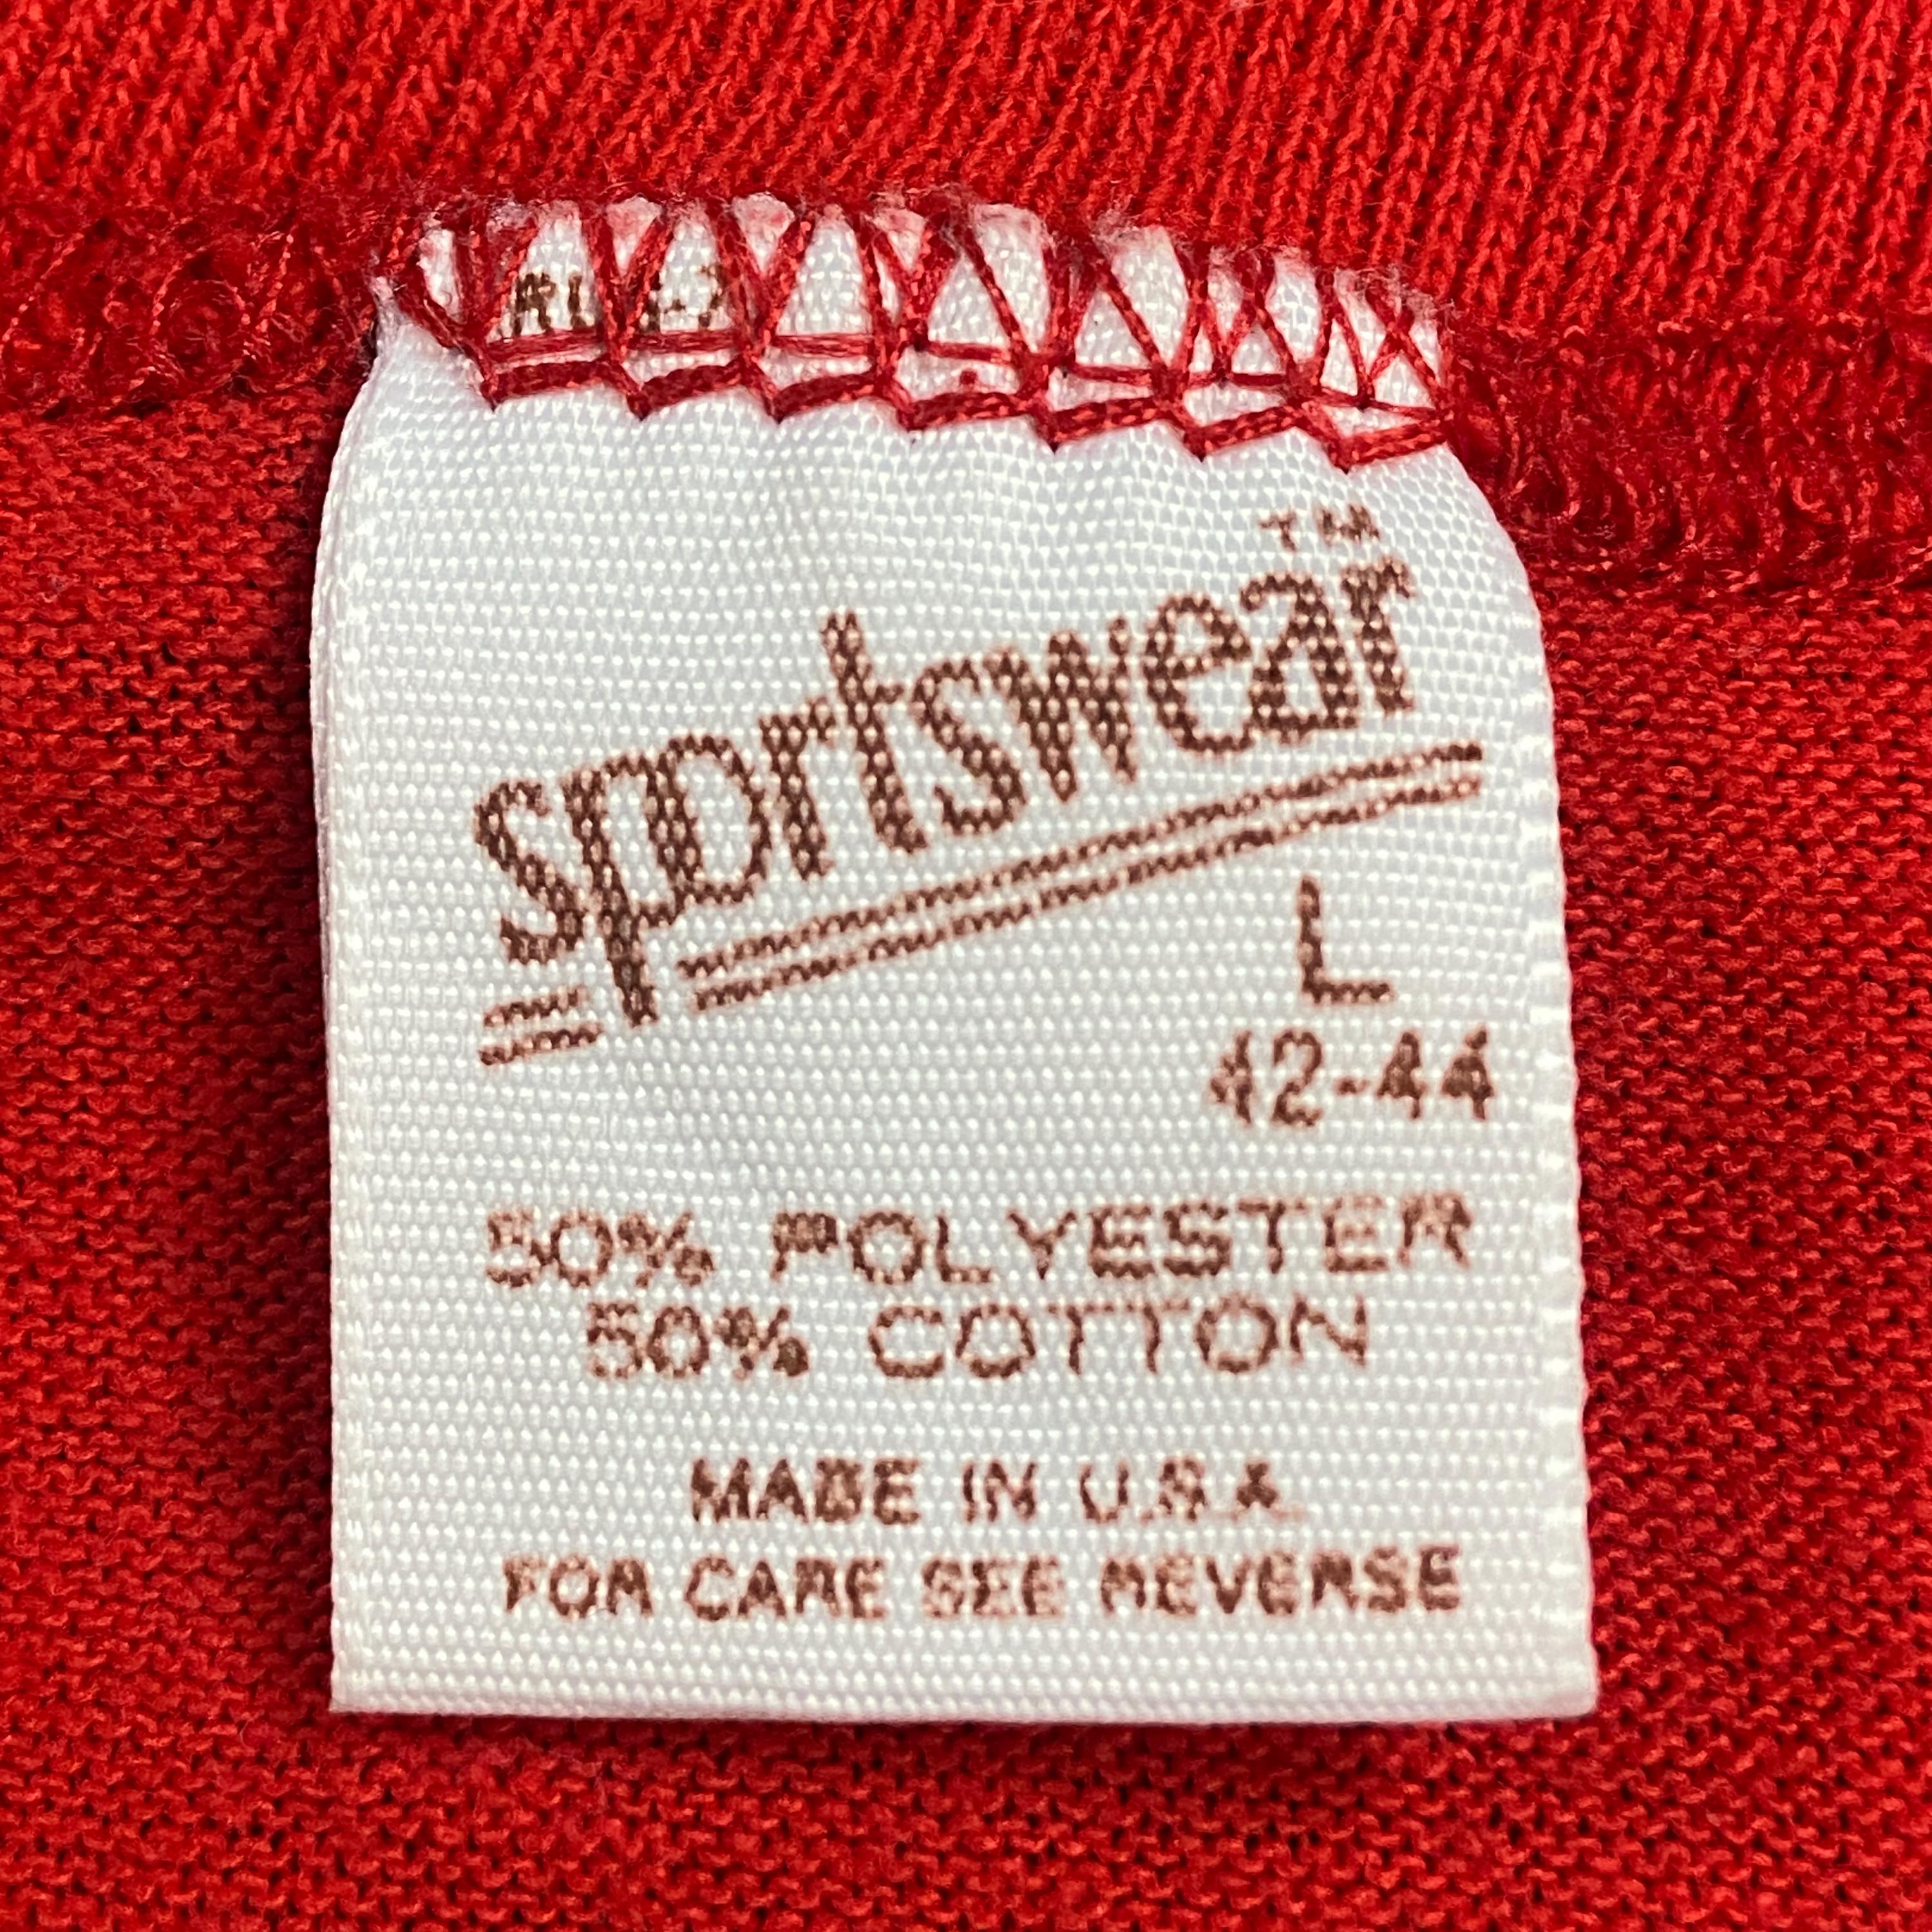 sportswear™
L
42-44
50% POLYESTER
50% COTTON
MADE IN U.S.A.
FOR CARE SEE REVERSE